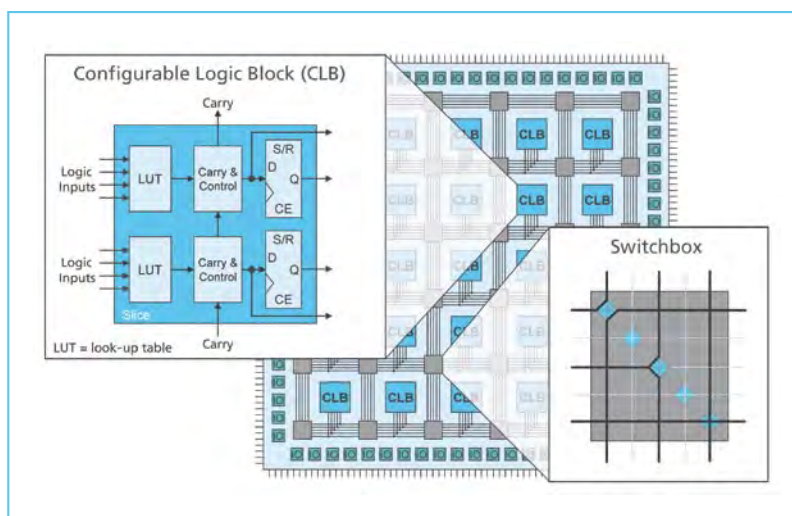 Configurable Logic Block (CLB)
Carry
Logic
Inputs
LUT
Carry &
Control
S/R
D
Q
CE
Logic
Inputs
LUT
Carry &
Control
S/R
D
Q
CE
Slice
Carry
LUT = look-up table
CLB
CLB
CLB
CLB
CLB
CLB
CLB
CLB
CLB
Switchbox